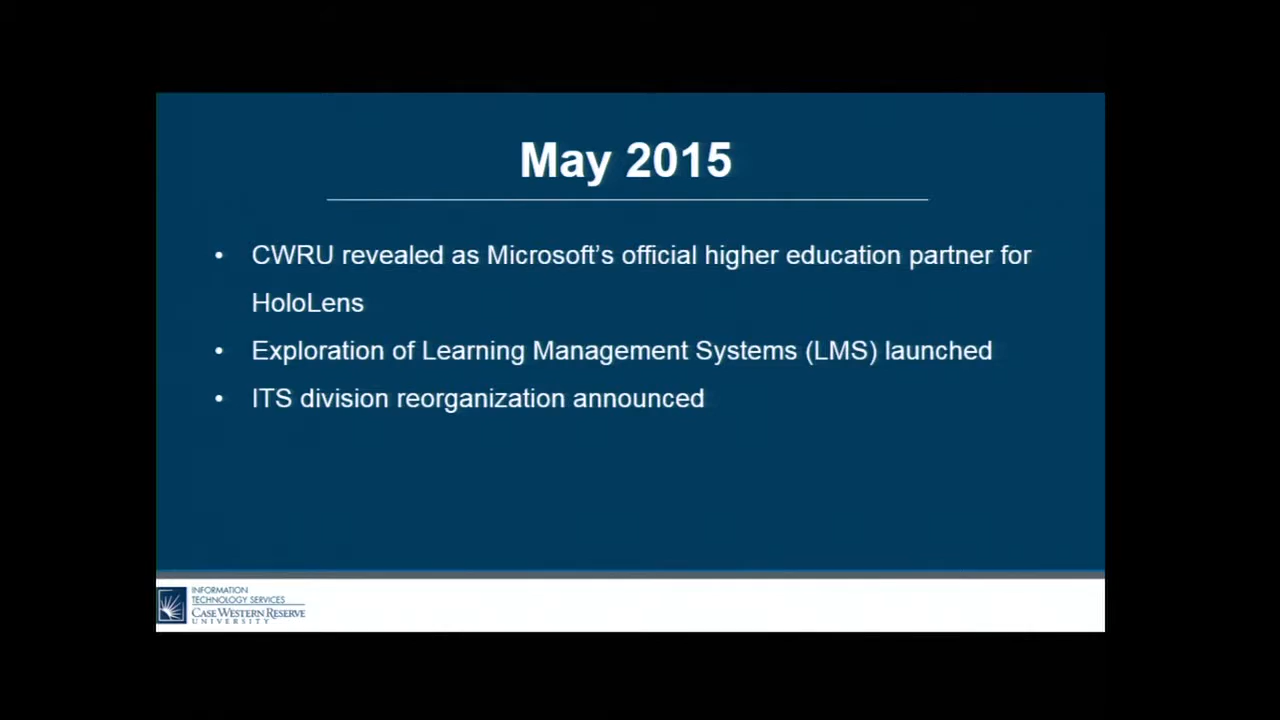 May 2015
• CWRU revealed as Microsoft’s official higher education partner for
HoloLens
• Exploration of Learning Management Systems (LMS) launched
• ITS division reorganization announced
INFORMATION
TECHNOLOGY SERVICES
CASE WESTERN RESERVE
UNIVERSITY